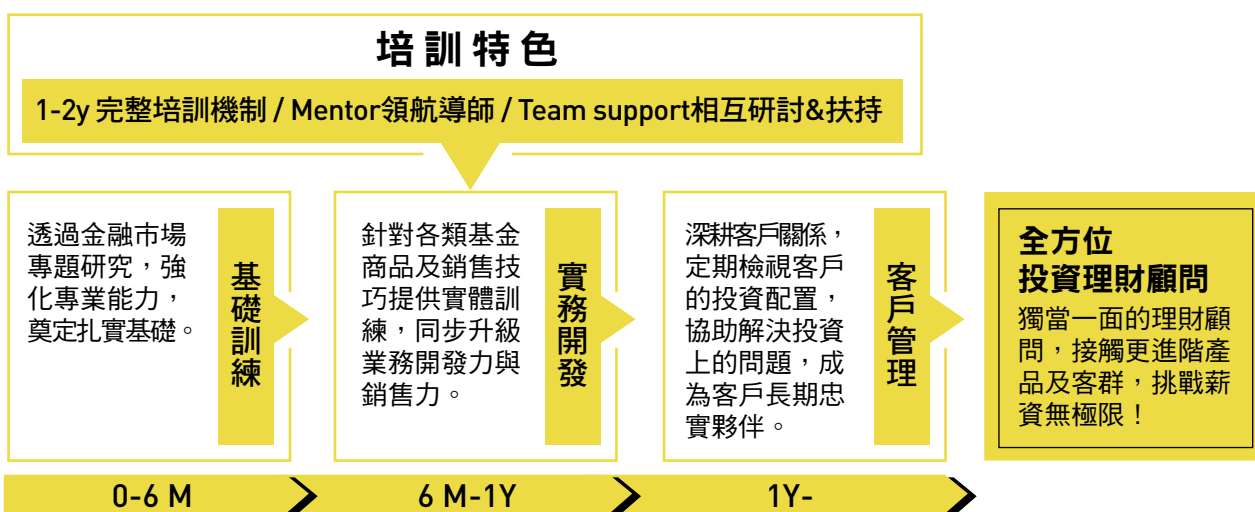 培訓特色
1-2y 完整培訓機制 / Mentor領航導師 / Team support相互研討&扶持
透過金融市場
專題研究，強
化專業能力，
奠定扎實基礎。
基礎訓練
針對各類基金
商品及銷售技
巧提供實體訓
練，同步升級
業務開發力與
銷售力。
實務開發
深耕客戶關係，
定期檢視客戶
的投資配置，
協助解決投資
上的問題，成
為客戶長期忠
實夥伴。
客戶管理
全方位
投資理財顧問
獨當一面的理財顧
問，接觸更進階產
品及客群，挑戰薪
資無極限！
0-6 M
6 M-1Y
1Y-